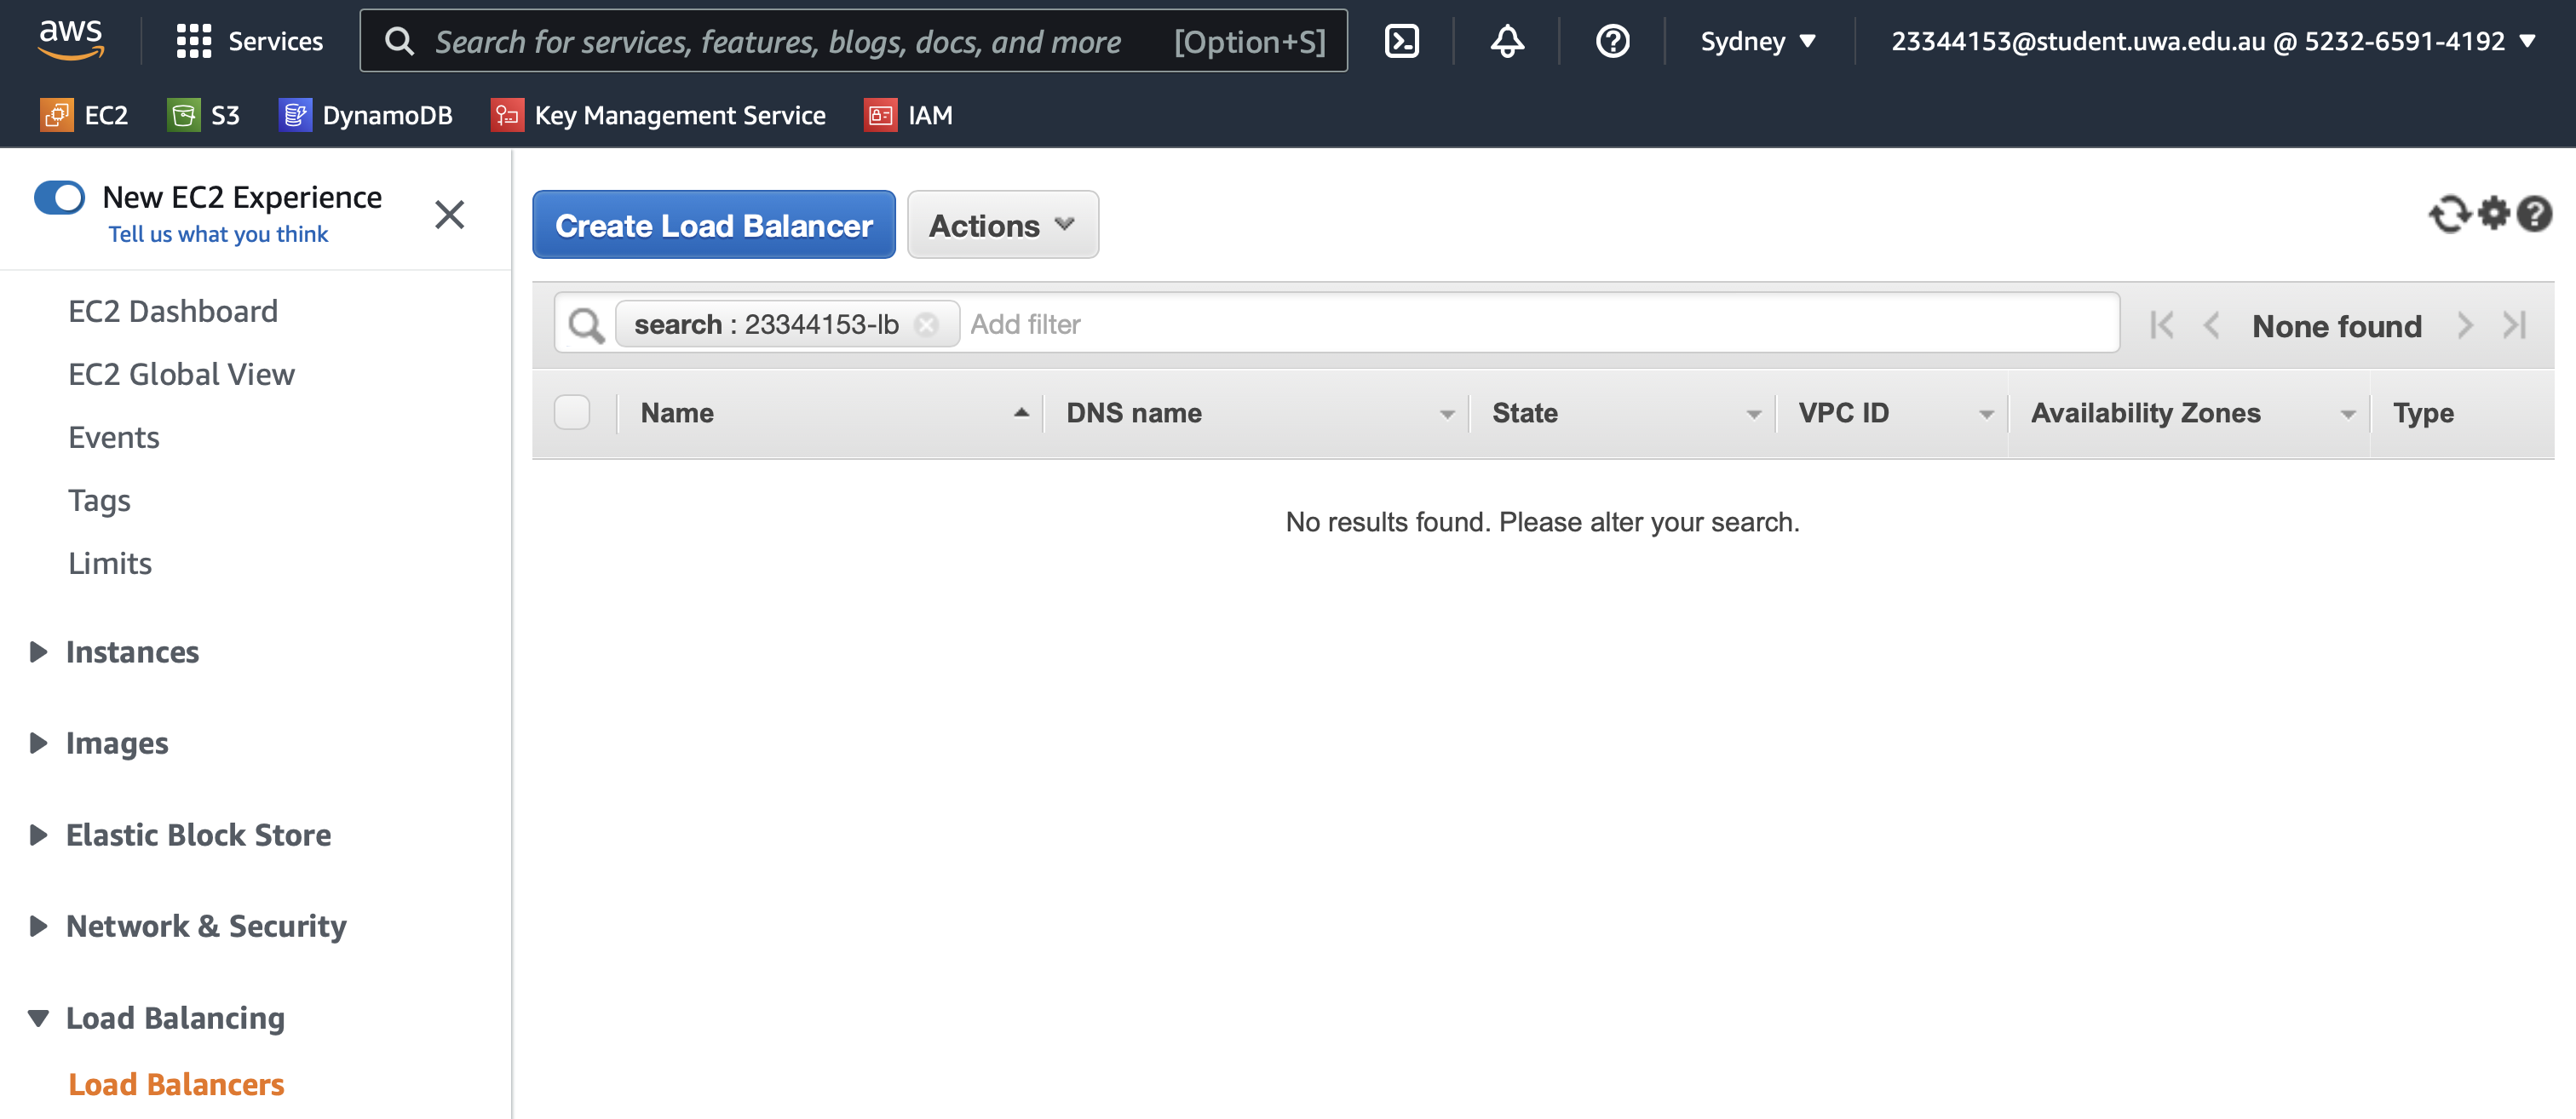 aws
Services
Search for services, features, blogs, docs, and more [Option+S]
Sydney
23344153@student.uwa.edu.au @ 5232-6591-4192
EC2
S3
DynamoDB
Key Management Service
IAM
New EC2 Experience
Tell us what you think
EC2 Dashboard
EC2 Global View
Events
Tags
Limits
Instances
Images
Elastic Block Store
Network & Security
Load Balancing
Load Balancers
Create Load Balancer
Actions
search : 23344153-lb
Add filter
None found
Name
DNS name
State
VPC ID
Availability Zones
Type
No results found. Please alter your search.